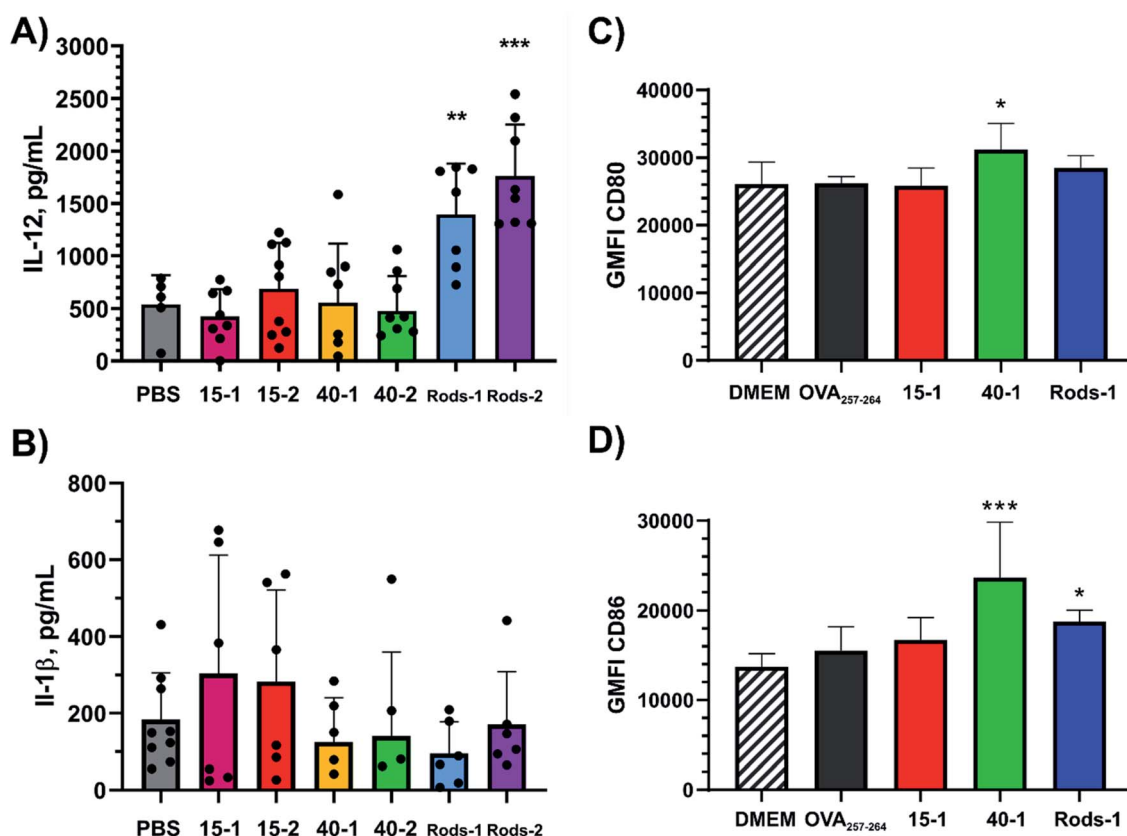 A)
***
**
IL-12, pg/mL
3000
2500
2000
1500
1000
500
0
PBS 15-1 15-2 40-1 40-2 Rods-1 Rods-2
B)
Il-1β, pg/mL
800
600
400
200
0
PBS 15-1 15-2 40-1 40-2 Rods-1 Rods-2
C)
*
GMFI CD80
40000
30000
20000
10000
0
DMEM OVA257-264 15-1 40-1 Rods-1
D)
***
*
GMFI CD86
30000
20000
10000
0
DMEM OVA257-264 15-1 40-1 Rods-1